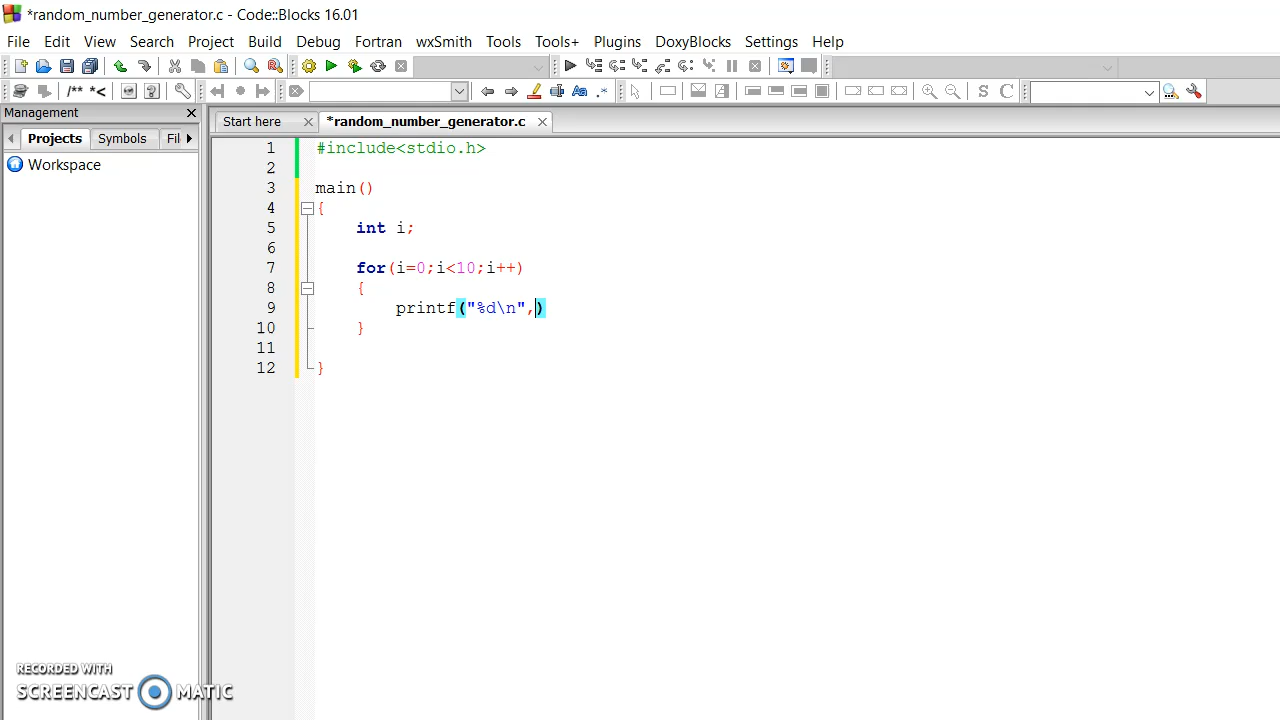 *random_number_generator.c - Code::Blocks 16.01
File Edit View Search Project Build Debug Fortran wxSmith Tools Tools+ Plugins DoxyBlocks Settings Help
/** *<
S C
Management
Projects Symbols Fil
Workspace
Start here *random_number_generator.c
1 #include<stdio.h>
2
3 main()
4 {
5 int i;
6
7 for(i=0;i<10;i++)
8 {
9 printf("%d\n",)
10 }
11
12 }
RECORDED WITH
SCREENCAST MATIC